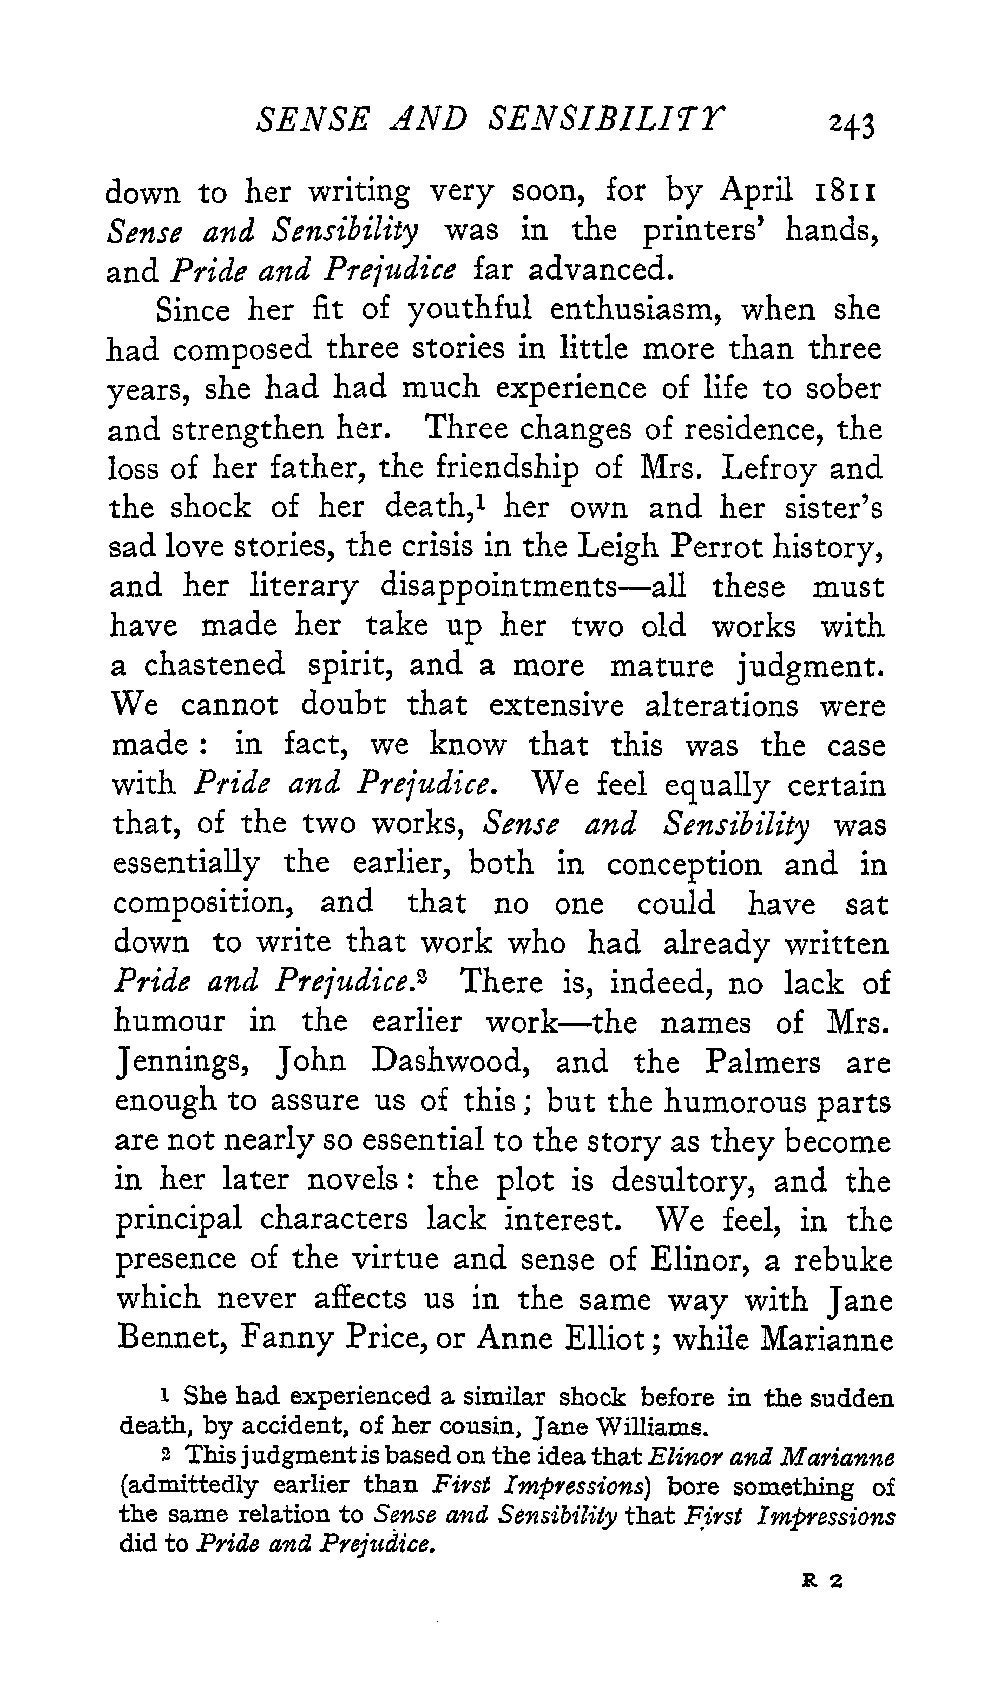 SENSE AND SENSIBILITY 243
down to her writing very soon, for by April 1811
Sense and Sensibility was in the printers' hands,
and Pride and Prejudice far advanced.
Since her fit of youthful enthusiasm, when she
had composed three stories in little more than three
years, she had had much experience of life to sober
and strengthen her. Three changes of residence, the
loss of her father, the friendship of Mrs. Lefroy and
the shock of her death,¹ her own and her sister's
sad love stories, the crisis in the Leigh Perrot history,
and her literary disappointments—all these must
have made her take up her two old works with
a chastened spirit, and a more mature judgment.
We cannot doubt that extensive alterations were
made : in fact, we know that this was the case
with Pride and Prejudice. We feel equally certain
that, of the two works, Sense and Sensibility was
essentially the earlier, both in conception and in
composition, and that no one could have sat
down to write that work who had already written
Pride and Prejudice.² There is, indeed, no lack of
humour in the earlier work—the names of Mrs.
Jennings, John Dashwood, and the Palmers are
enough to assure us of this ; but the humorous parts
are not nearly so essential to the story as they become
in her later novels : the plot is desultory, and the
principal characters lack interest. We feel, in the
presence of the virtue and sense of Elinor, a rebuke
which never affects us in the same way with Jane
Bennet, Fanny Price, or Anne Elliot ; while Marianne
1 She had experienced a similar shock before in the sudden
death, by accident, of her cousin, Jane Williams.
2 This judgment is based on the idea that Elinor and Marianne
(admittedly earlier than First Impressions) bore something of
the same relation to Sense and Sensibility that First Impressions
did to Pride and Prejudice.
R 2